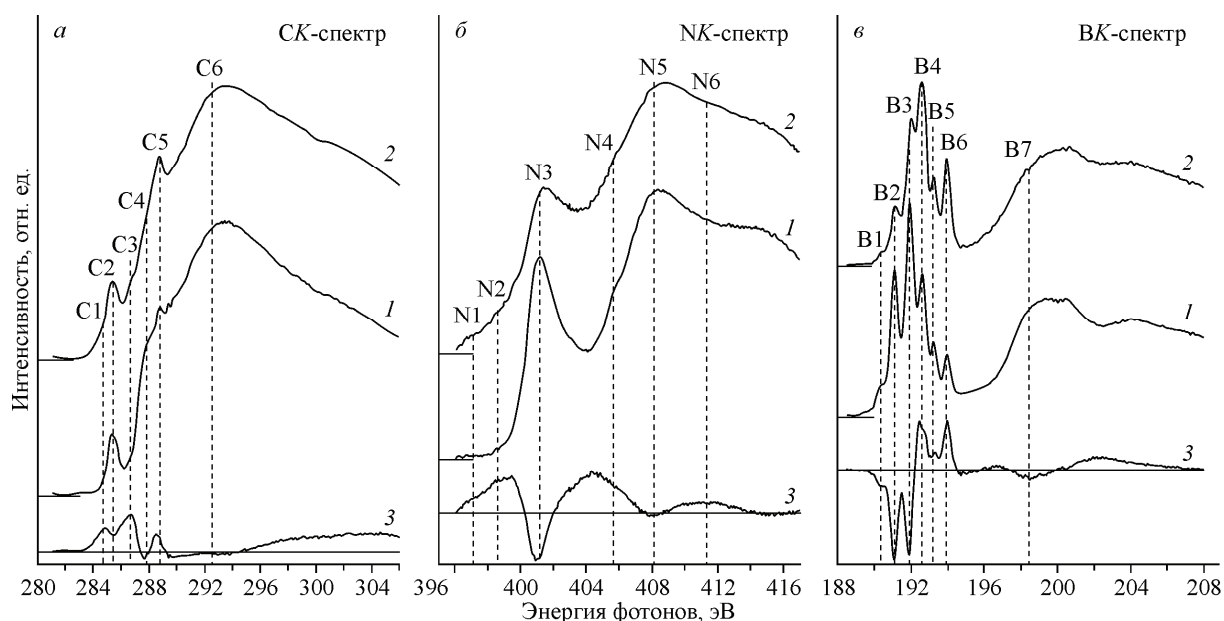 а
CK-спектр
C1
C2
C3
C4
C5
C6
2
1
3
280
284
288
292
296
300
304
б
NK-спектр
N1
N2
N3
N4
N5
N6
2
1
3
396
400
404
408
412
416
в
BK-спектр
B1
B2
B3
B4
B5
B6
B7
2
1
3
188
192
196
200
204
208
Интенсивность, отн. ед.
Энергия фотонов, эВ